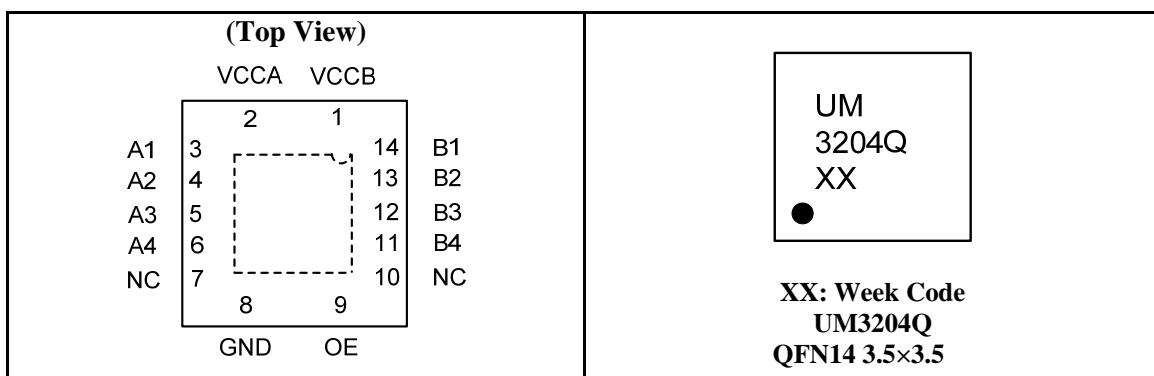 (Top View)
VCCA VCCB
2 1
A1 3 14 B1
A2 4 13 B2
A3 5 12 B3
A4 6 11 B4
NC 7 10 NC
8 9
GND OE
UM
3204Q
XX
XX: Week Code
UM3204Q
QFN14 3.5×3.5